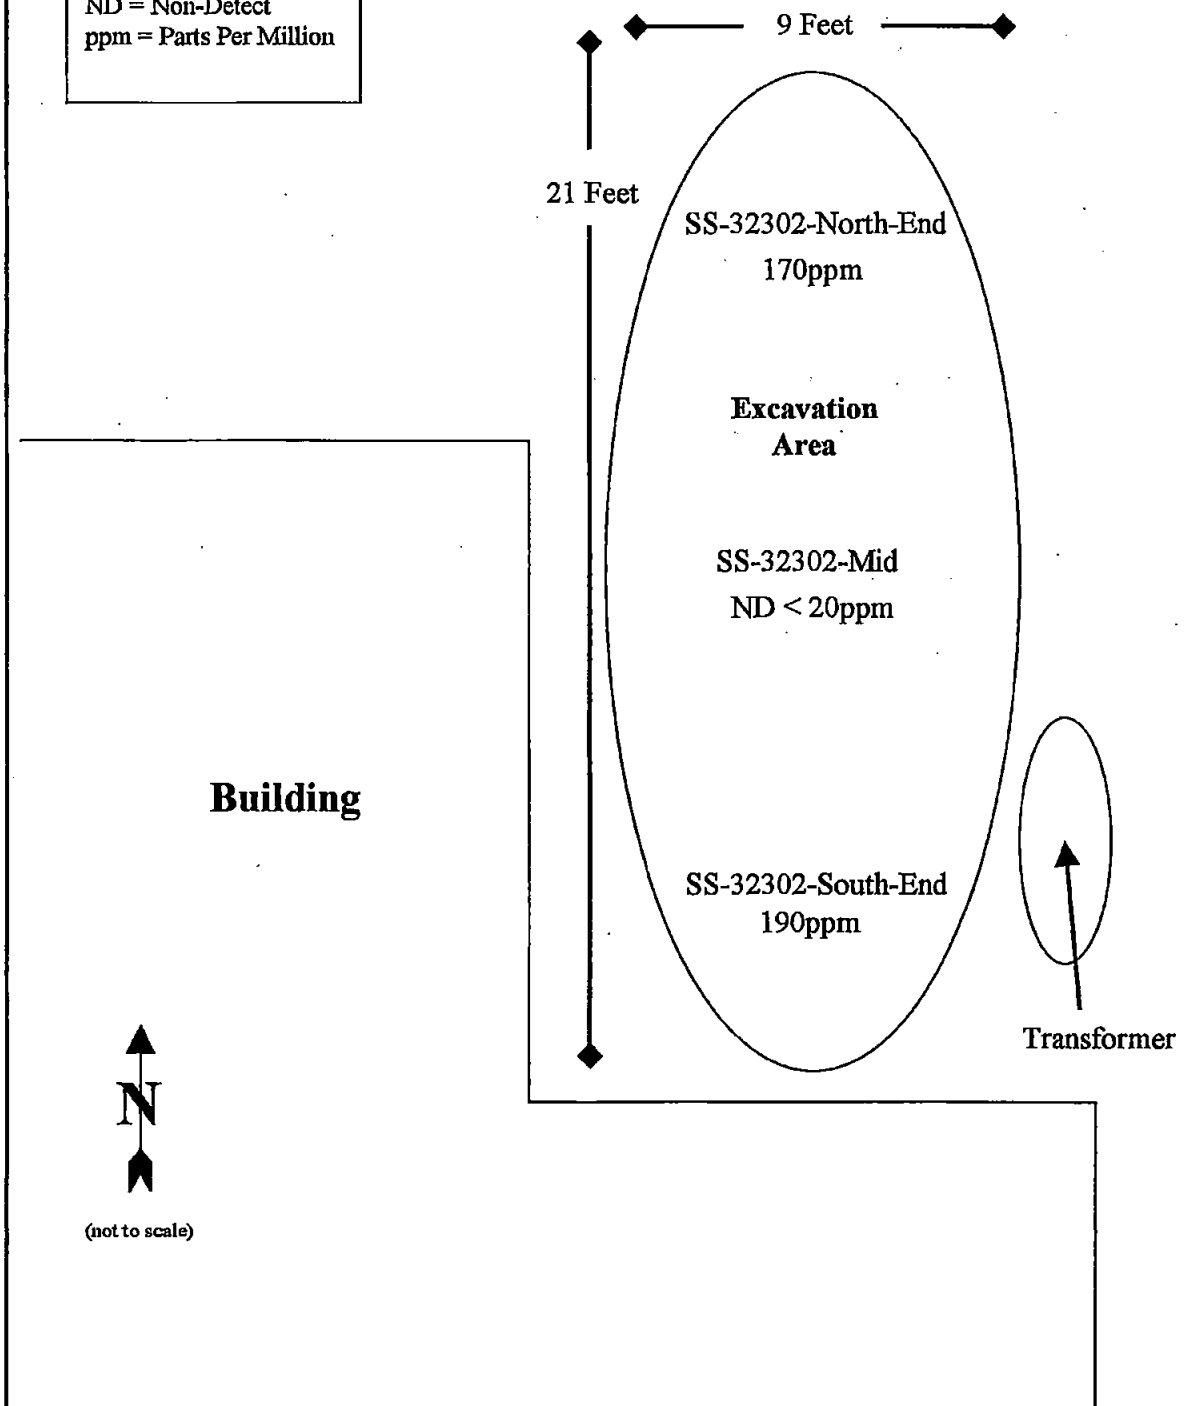 ND = Non-Detect
ppm = Parts Per Million
9 Feet
21 Feet
SS-32302-North-End
170ppm
Excavation
Area
SS-32302-Mid
ND < 20ppm
Building
SS-32302-South-End
190ppm
Transformer
N
(not to scale)